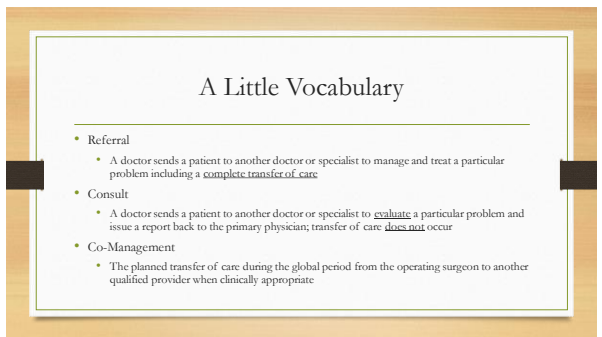 A Little Vocabulary
• Referral
• A doctor sends a patient to another doctor or specialist to manage and treat a particular
problem including a complete transfer of care
• Consult
• A doctor sends a patient to another doctor or specialist to evaluate a particular problem and
issue a report back to the primary physician; transfer of care does not occur
• Co-Management
• The planned transfer of care during the global period from the operating surgeon to another
qualified provider when clinically appropriate